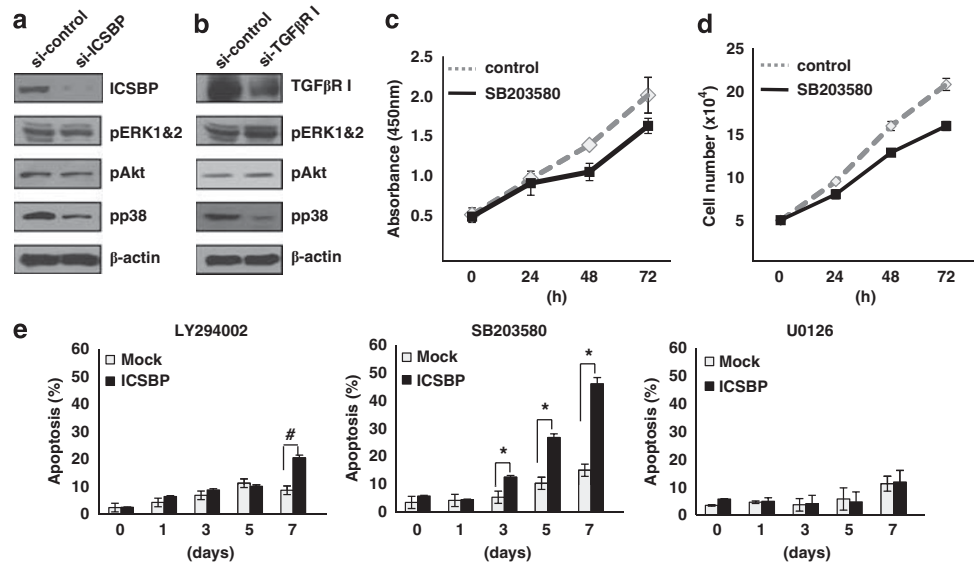 a
si-control
si-ICSBP
ICSBP
pERK1&2
pAkt
pp38
β-actin
b
si-control
si-TGFβR I
TGFβR I
pERK1&2
pAkt
pp38
β-actin
c
Absorbance (450nm)
2.5
2.0
1.5
1.0
0.5
control
SB203580
0 24 48 72
(h)
d
Cell number (x10⁴)
25
20
15
10
5
control
SB203580
0 24 48 72
(h)
e
LY294002
Apoptosis (%)
60
50
40
30
20
10
0
Mock
ICSBP
#
0 1 3 5 7
(days)
SB203580
Apoptosis (%)
60
50
40
30
20
10
0
Mock
ICSBP
*
*
*
0 1 3 5 7
(days)
U0126
Apoptosis (%)
60
50
40
30
20
10
0
Mock
ICSBP
0 1 3 5 7
(days)